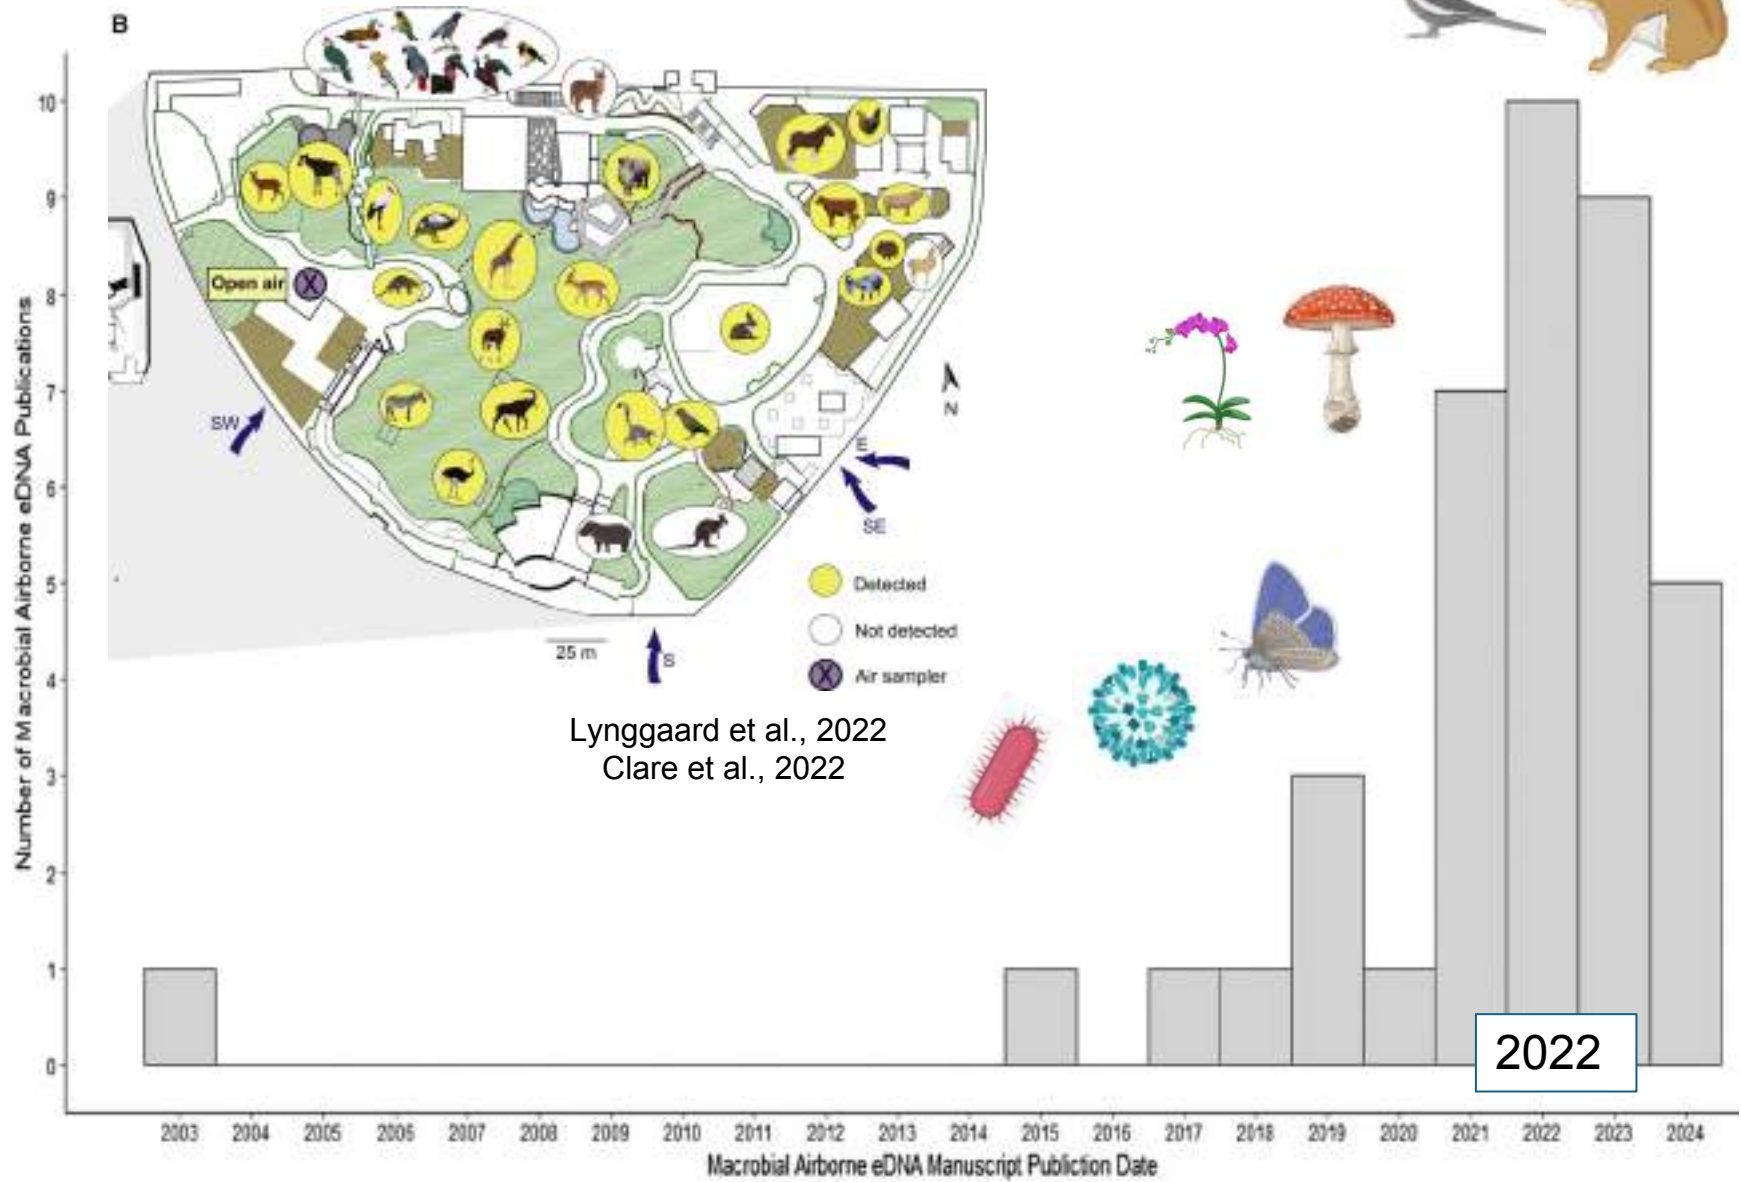 B
Open air
X
SW
N
E
SE
S
25 m
Detected
Not detected
X Air sampler
Lynggaard et al., 2022
Clare et al., 2022
Number of Macrobial Airborne eDNA Publications
10
9
8
7
6
5
4
3
2
1
0
2022
2003 2004 2005 2006 2007 2008 2009 2010 2011 2012 2013 2014 2015 2016 2017 2018 2019 2020 2021 2022 2023 2024
Macrobial Airborne eDNA Manuscript Publiction Date